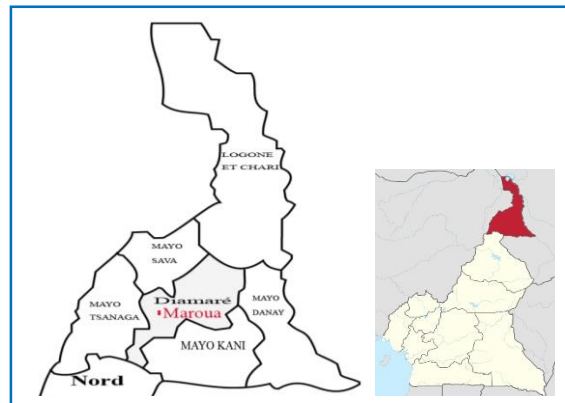 LOGONE
ET CHARI
MAYO
SAVA
MAYO
TSANAGA
Diamaré
Maroua
MAYO
DANAY
MAYO KANI
Nord